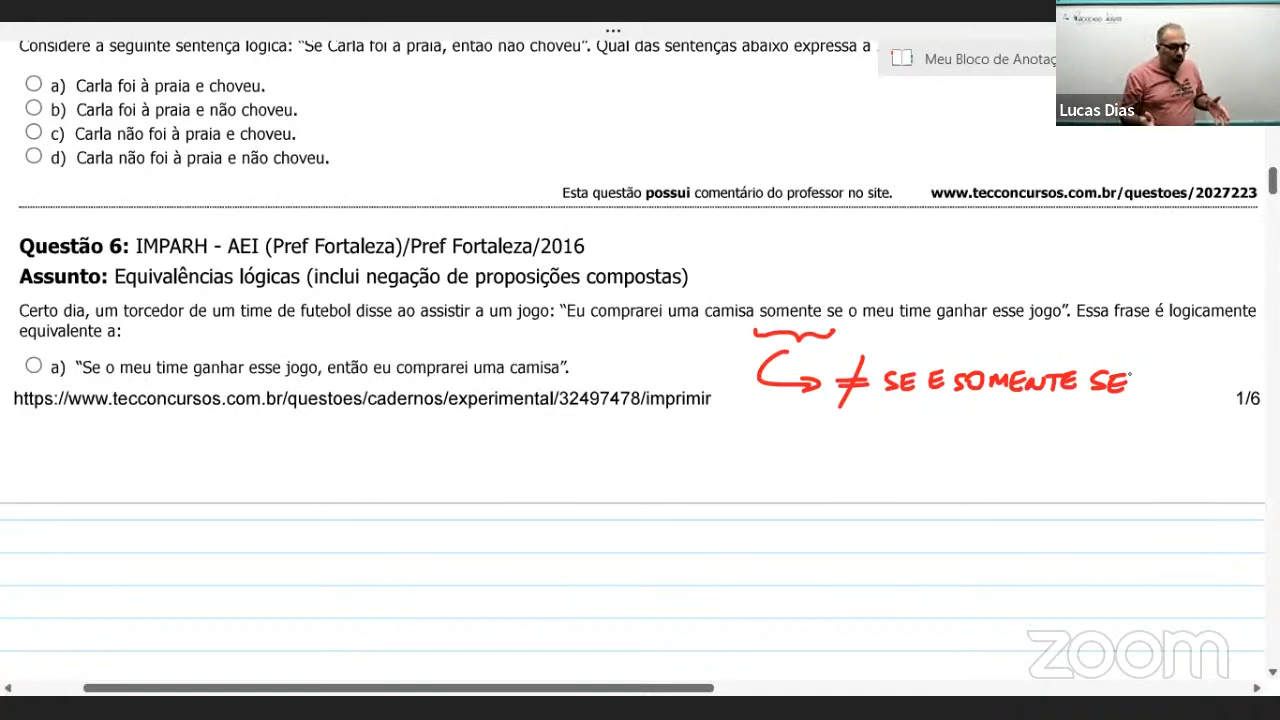 Considere a seguinte sentença lógica: “Se Carla foi à praia, então não choveu”. Qual das sentenças abaixo expressa a
Meu Bloco de Anotaç
a) Carla foi à praia e choveu.
b) Carla foi à praia e não choveu.
c) Carla não foi à praia e choveu.
d) Carla não foi à praia e não choveu.
Lucas Dias
Esta questão possui comentário do professor no site. www.tecconcursos.com.br/questoes/2027223
Questão 6: IMPARH - AEI (Pref Fortaleza)/Pref Fortaleza/2016
Assunto: Equivalências lógicas (inclui negação de proposições compostas)
Certo dia, um torcedor de um time de futebol disse ao assistir a um jogo: “Eu comprarei uma camisa somente se o meu time ganhar esse jogo”. Essa frase é logicamente
equivalente a:
a) “Se o meu time ganhar esse jogo, então eu comprarei uma camisa”.
≠ SE E SOMENTE SE
https://www.tecconcursos.com.br/questoes/cadernos/experimental/32497478/imprimir 1/6
zoom